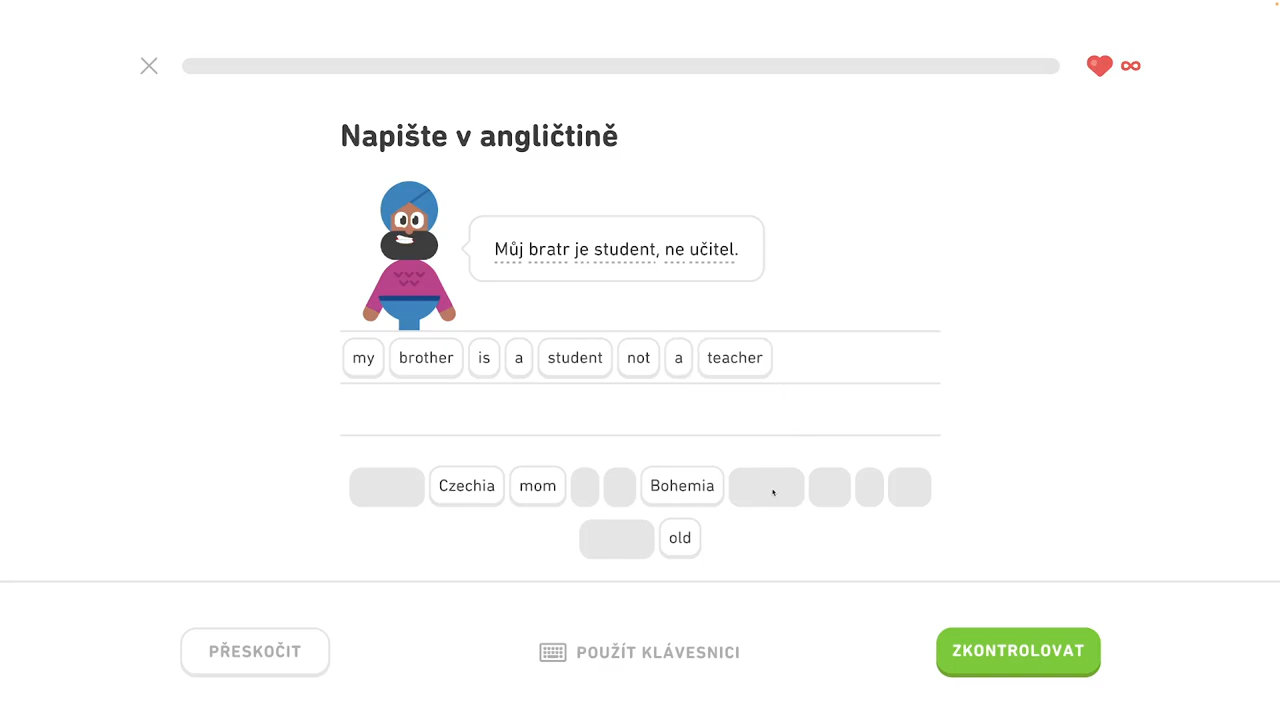 Napište v angličtině
Můj bratr je student, ne učitel.
my brother is a student not a teacher
Czechia mom Bohemia
old
PŘESKOČIT POUŽÍT KLÁVESNICI ZKONTROLOVAT